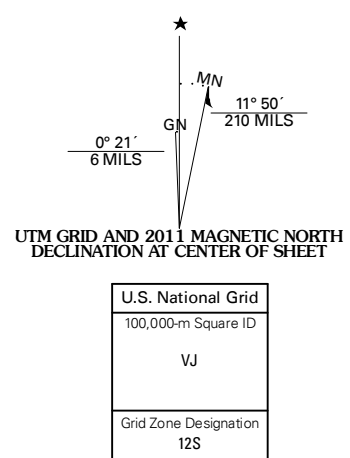 ★
MN
11° 50´
210 MILS
GN
0° 21´
6 MILS
UTM GRID AND 2011 MAGNETIC NORTH
DECLINATION AT CENTER OF SHEET
U.S. National Grid
100,000-m Square ID
VJ
Grid Zone Designation
12S